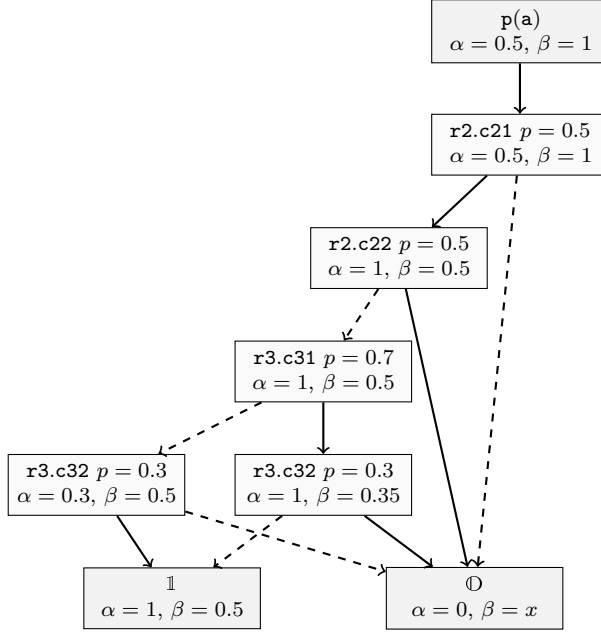 p(a)
α = 0.5, β = 1
r2.c21 p = 0.5
α = 0.5, β = 1
r2.c22 p = 0.5
α = 1, β = 0.5
r3.c31 p = 0.7
α = 1, β = 0.5
r3.c32 p = 0.3
α = 0.3, β = 0.5
r3.c32 p = 0.3
α = 1, β = 0.35
𝟙
α = 1, β = 0.5
𝕆
α = 0, β = x